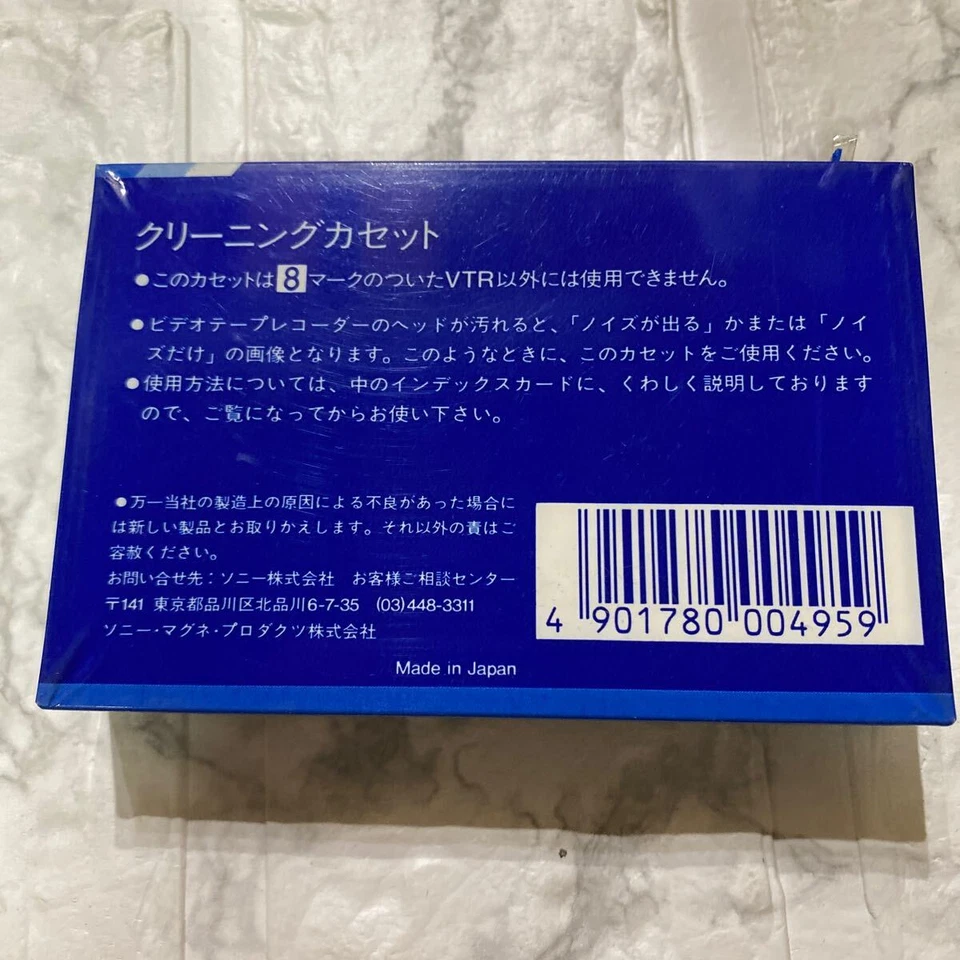 クリーニングカセット
●このカセットは8マークのついたVTR以外には使用できません。
●ビデオテープレコーダーのヘッドが汚れると、「ノイズが出る」かまたは「ノイ
ズだけ」の画像となります。このようなときに、このカセットをご使用ください。
●使用方法については、中のインデックスカードに、くわしく説明しております
ので、ご覧になってからお使い下さい。
●万一当社の製造上の原因による不良があった場合に
は新しい製品とお取りかえします。それ以外の責はご
容赦ください。
お問い合せ先：ソニー株式会社 お客様ご相談センター
〒141 東京都品川区北品川6-7-35 (03)448-3311
ソニー・マグネ・プロダクツ株式会社
Made in Japan
4 901780 004959